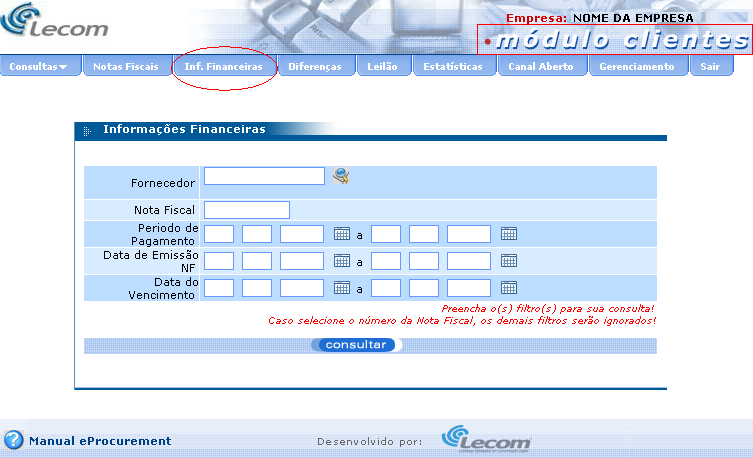 Lecom
Empresa: NOME DA EMPRESA
• módulo clientes
Consultas
Notas Fiscais
Inf. Financeiras
Diferenças
Leilão
Estatísticas
Canal Aberto
Gerenciamento
Sair
Informações Financeiras
Fornecedor
Nota Fiscal
Periodo de
Pagamento
a
Data de Emissão
NF
a
Data do
Vencimento
a
Preencha o(s) filtro(s) para sua consulta!
Caso selecione o número da Nota Fiscal, os demais filtros serão ignorados!
consultar
? Manual eProcurement
Desenvolvido por:
Lecom